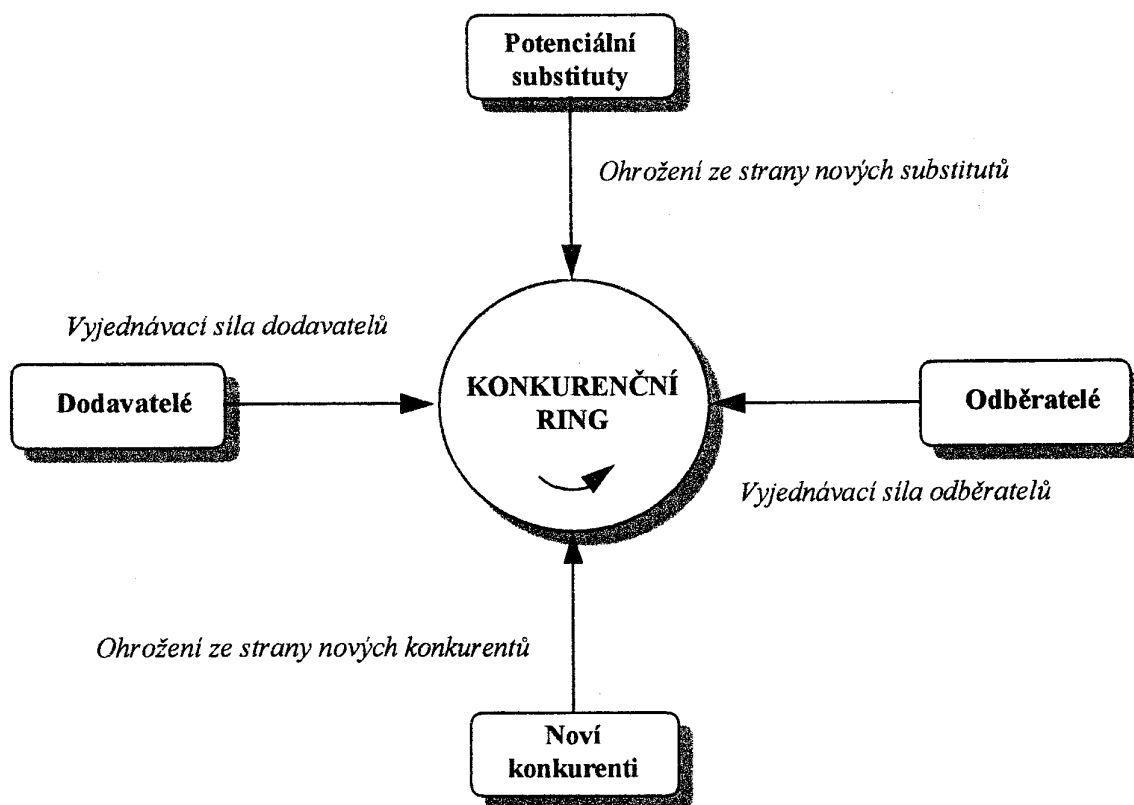 Potenciální
substituty
Ohrožení ze strany nových substitutů
Vyjednávací síla dodavatelů
Dodavatelé
KONKURENČNÍ
RING
Odběratelé
Vyjednávací síla odběratelů
Ohrožení ze strany nových konkurentů
Noví
konkurenti